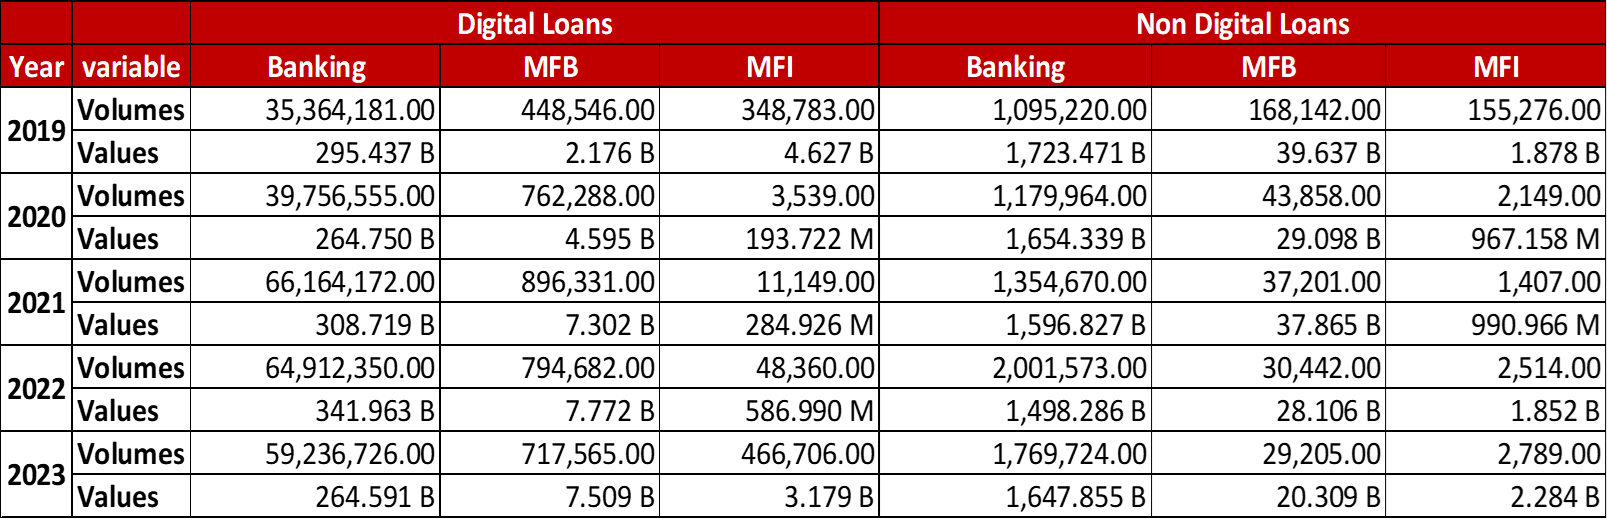 Digital Loans Non Digital Loans
Year variable Banking MFB MFI Banking MFB MFI
2019 Volumes 35,364,181.00 448,546.00 348,783.00 1,095,220.00 168,142.00 155,276.00
Values 295.437 B 2.176 B 4.627 B 1,723.471 B 39.637 B 1.878 B
2020 Volumes 39,756,555.00 762,288.00 3,539.00 1,179,964.00 43,858.00 2,149.00
Values 264.750 B 4.595 B 193.722 M 1,654.339 B 29.098 B 967.158 M
2021 Volumes 66,164,172.00 896,331.00 11,149.00 1,354,670.00 37,201.00 1,407.00
Values 308.719 B 7.302 B 284.926 M 1,596.827 B 37.865 B 990.966 M
2022 Volumes 64,912,350.00 794,682.00 48,360.00 2,001,573.00 30,442.00 2,514.00
Values 341.963 B 7.772 B 586.990 M 1,498.286 B 28.106 B 1.852 B
2023 Volumes 59,236,726.00 717,565.00 466,706.00 1,769,724.00 29,205.00 2,789.00
Values 264.591 B 7.509 B 3.179 B 1,647.855 B 20.309 B 2.284 B